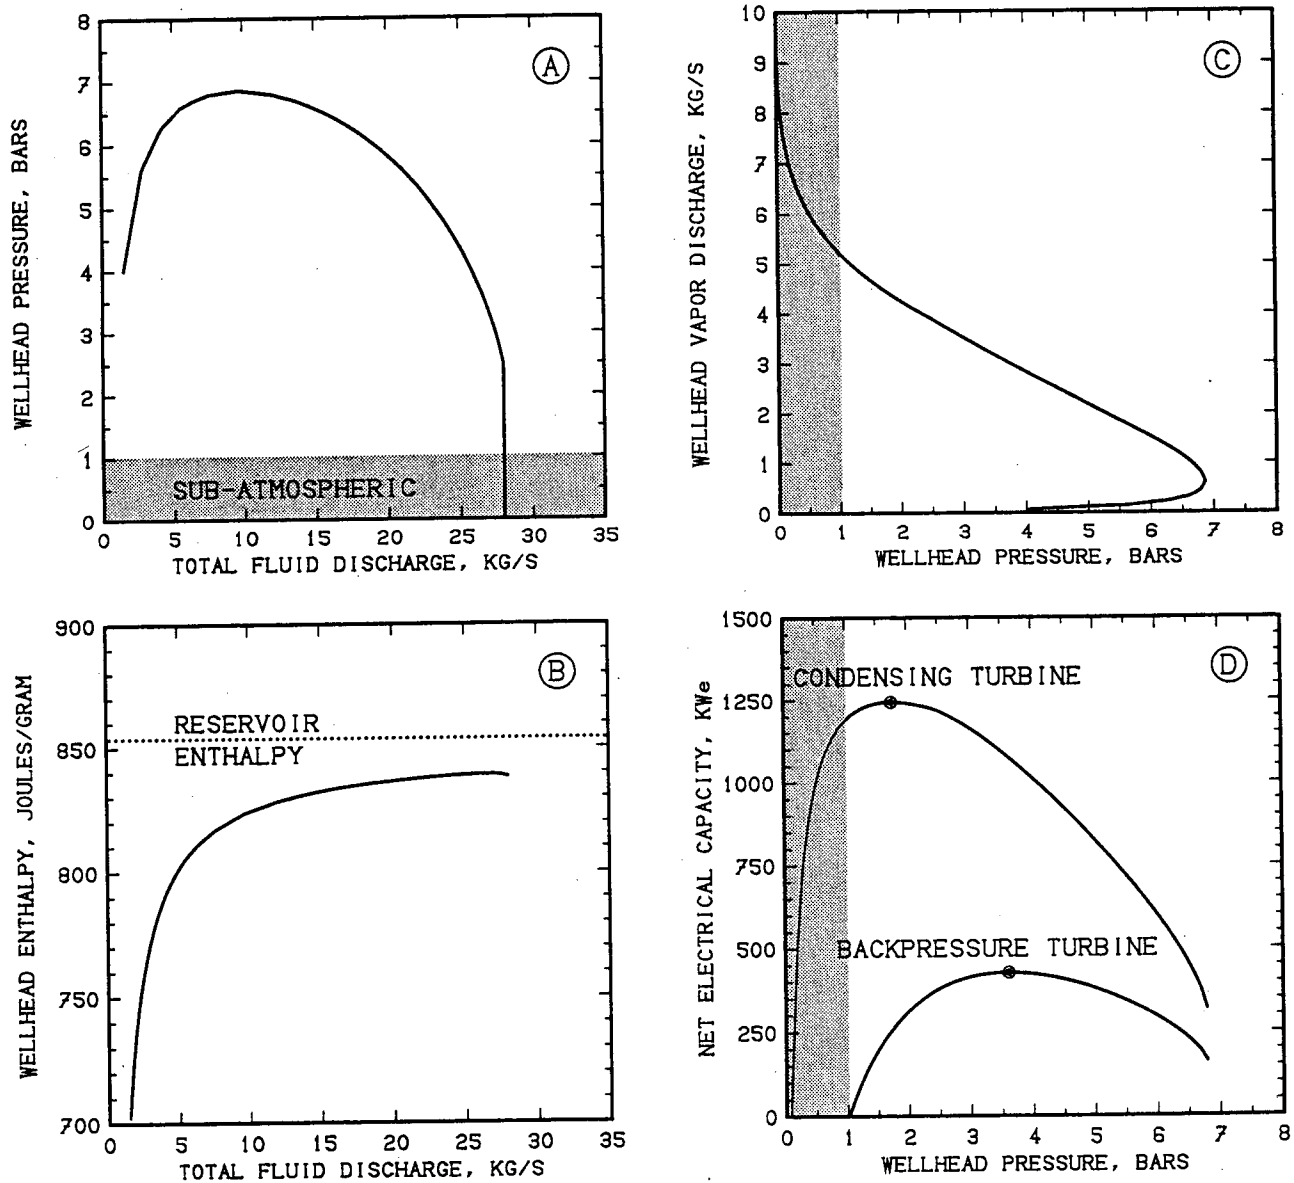 A
WELLHEAD PRESSURE, BARS
8
7
6
5
4
3
2
1
0
SUB-ATMOSPHERIC
0 5 10 15 20 25 30 35
TOTAL FLUID DISCHARGE, KG/S
C
WELLHEAD VAPOR DISCHARGE, KG/S
10
9
8
7
6
5
4
3
2
1
0
0 1 2 3 4 5 6 7 8
WELLHEAD PRESSURE, BARS
B
WELLHEAD ENTHALPY, JOULES/GRAM
900
850
800
750
700
RESERVOIR
ENTHALPY
0 5 10 15 20 25 30 35
TOTAL FLUID DISCHARGE, KG/S
D
NET ELECTRICAL CAPACITY, KWe
1500
1250
1000
750
500
250
0
CONDENSING TURBINE
BACKPRESSURE TURBINE
0 1 2 3 4 5 6 7 8
WELLHEAD PRESSURE, BARS